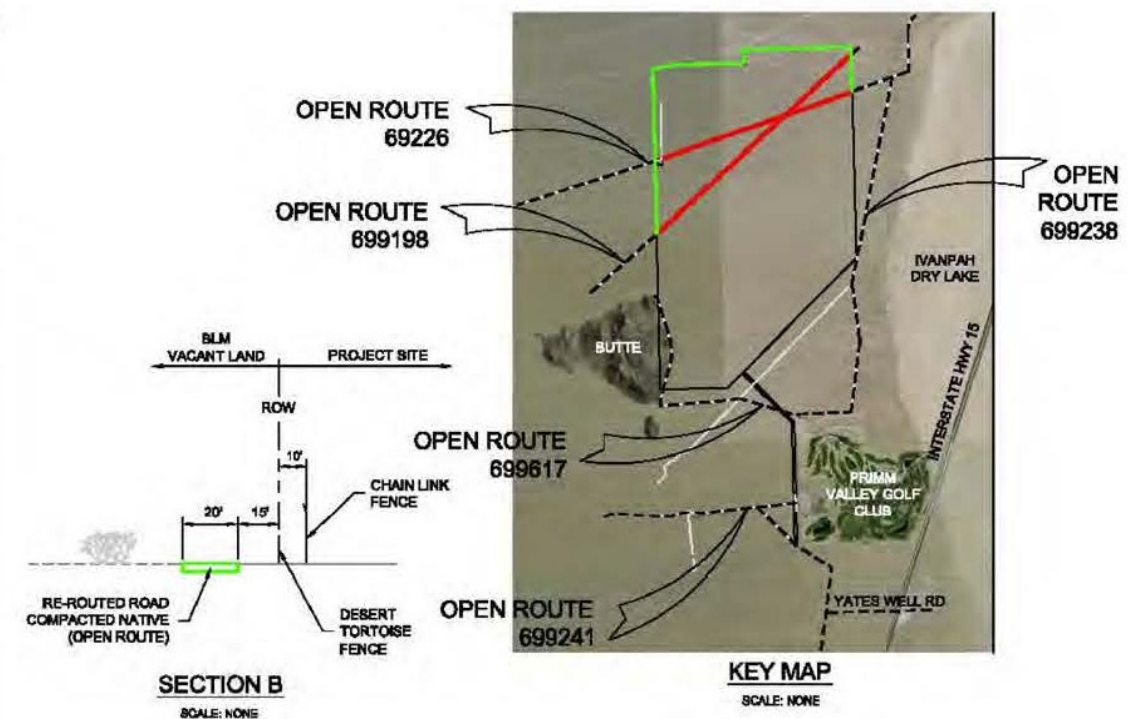 OPEN ROUTE
69226
OPEN ROUTE
699198
OPEN
ROUTE
699238
IVANPAH
DRY LAKE
BUTTE
INTERSTATE HWY 15
OPEN ROUTE
699617
PRIMM
VALLEY GOLF
CLUB
OPEN ROUTE
699241
YATES WELL RD
KEY MAP
SCALE: NONE
BLM
VACANT LAND
PROJECT SITE
ROW
10'
CHAIN LINK
FENCE
20'
15'
RE-ROUTED ROAD
COMPACTED NATIVE
(OPEN ROUTE)
DESERT
TORTOISE
FENCE
SECTION B
SCALE: NONE